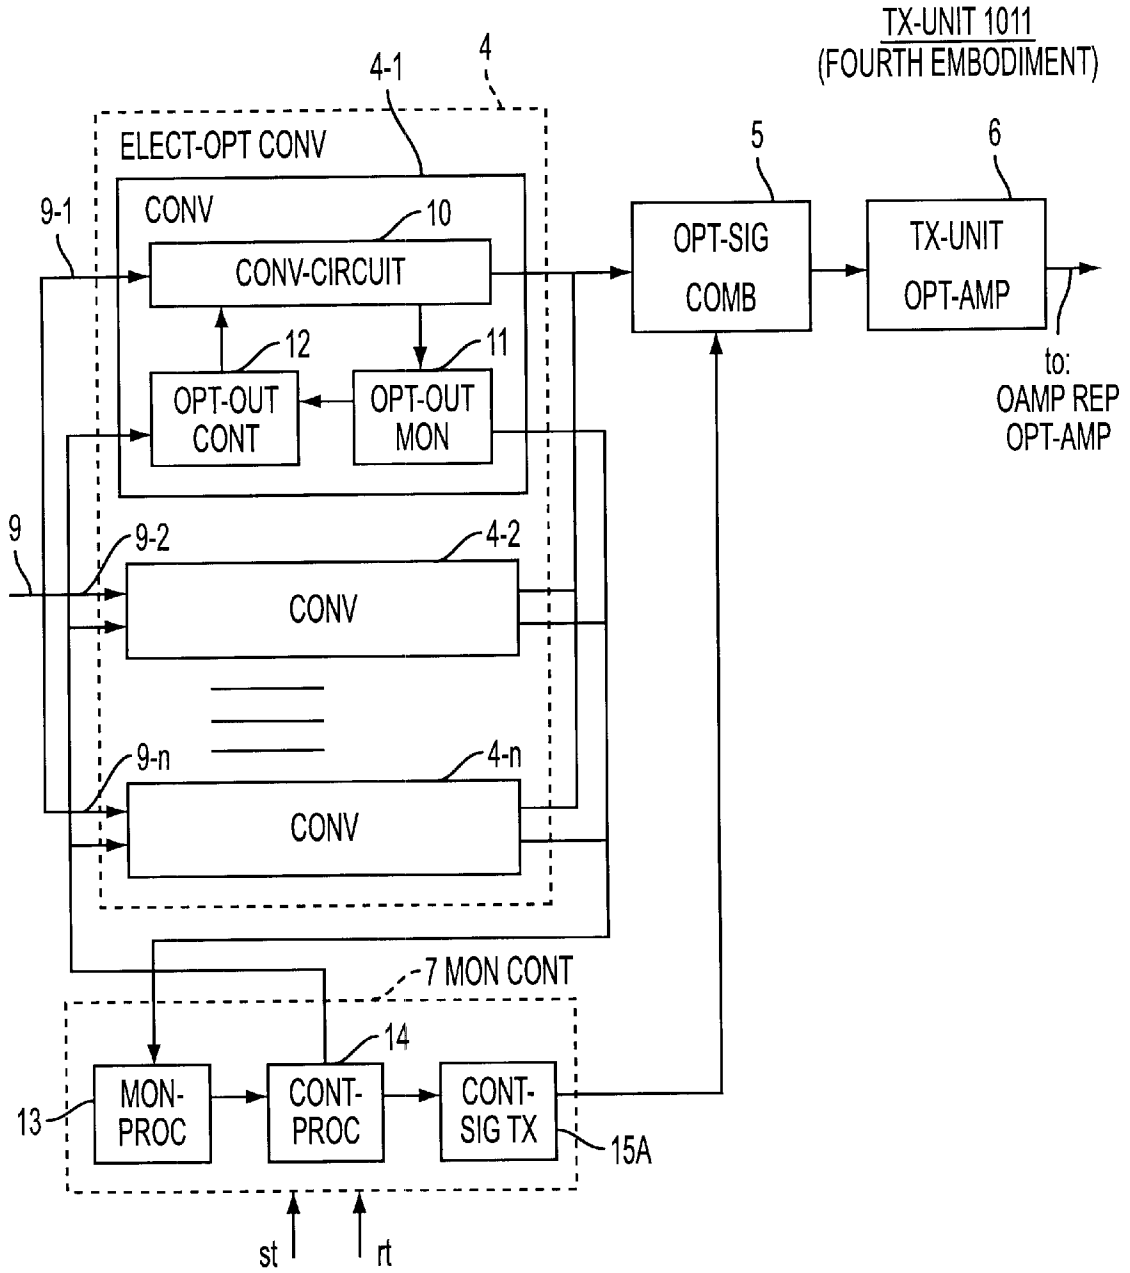 TX-UNIT 1011
(FOURTH EMBODIMENT)
4
4-1
ELECT-OPT CONV
5
6
9-1
CONV
10
CONV-CIRCUIT
OPT-SIG
COMB
TX-UNIT
OPT-AMP
12
11
OPT-OUT
CONT
OPT-OUT
MON
to:
OAMP REP
OPT-AMP
9
9-2
4-2
CONV
9-n
4-n
CONV
7 MON CONT
14
13
MON-
PROC
CONT-
PROC
CONT-
SIG TX
15A
st
rt